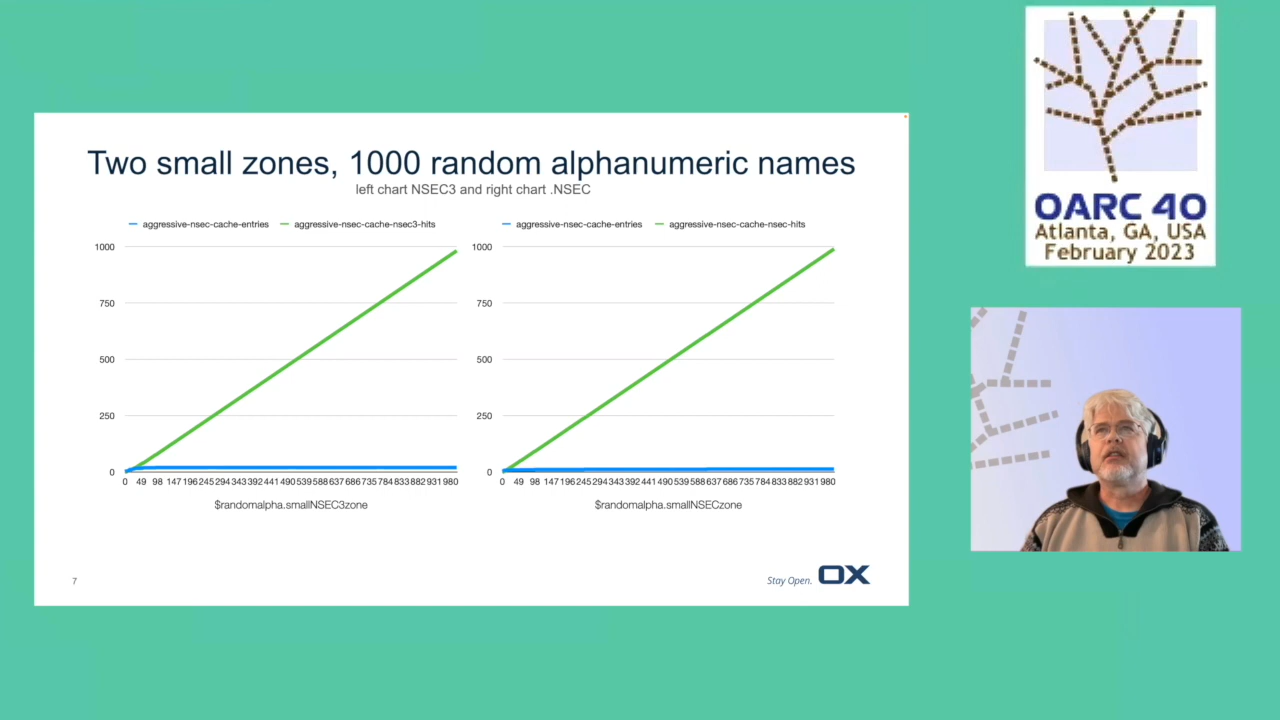 Two small zones, 1000 random alphanumeric names
left chart NSEC3 and right chart .NSEC
aggressive-nsec-cache-entries aggressive-nsec-cache-nsec3-hits
1000
750
500
250
0
0 49 98 147 196 245 294 343 392 441 490 539 588 637 686 735 784 833 882 931 980
$randomalpha.smallNSEC3zone
aggressive-nsec-cache-entries aggressive-nsec-cache-nsec-hits
1000
750
500
250
0
0 49 98 147 196 245 294 343 392 441 490 539 588 637 686 735 784 833 882 931 980
$randomalpha.smallNSECzone
7
Stay Open. OX
OARC 40
Atlanta, GA, USA
February 2023